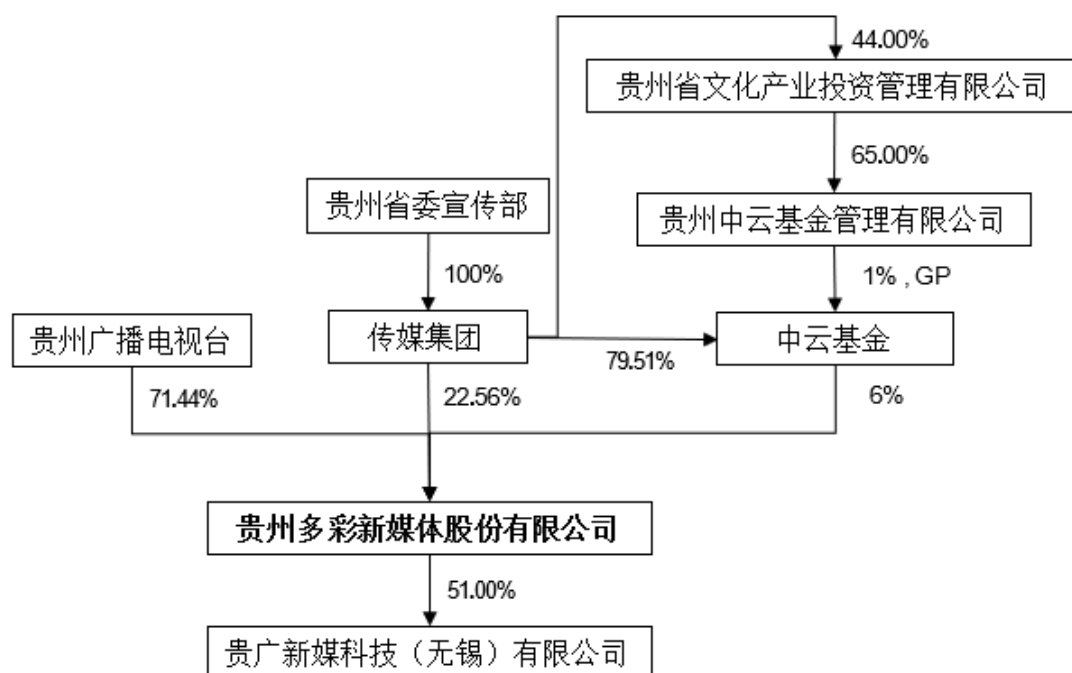 44.00%
贵州省文化产业投资管理有限公司
65.00%
贵州省委宣传部
贵州中云基金管理有限公司
100%
1% , GP
贵州广播电视台
传媒集团
中云基金
79.51%
71.44%
22.56%
6%
贵州多彩新媒体股份有限公司
51.00%
贵广新媒科技（无锡）有限公司